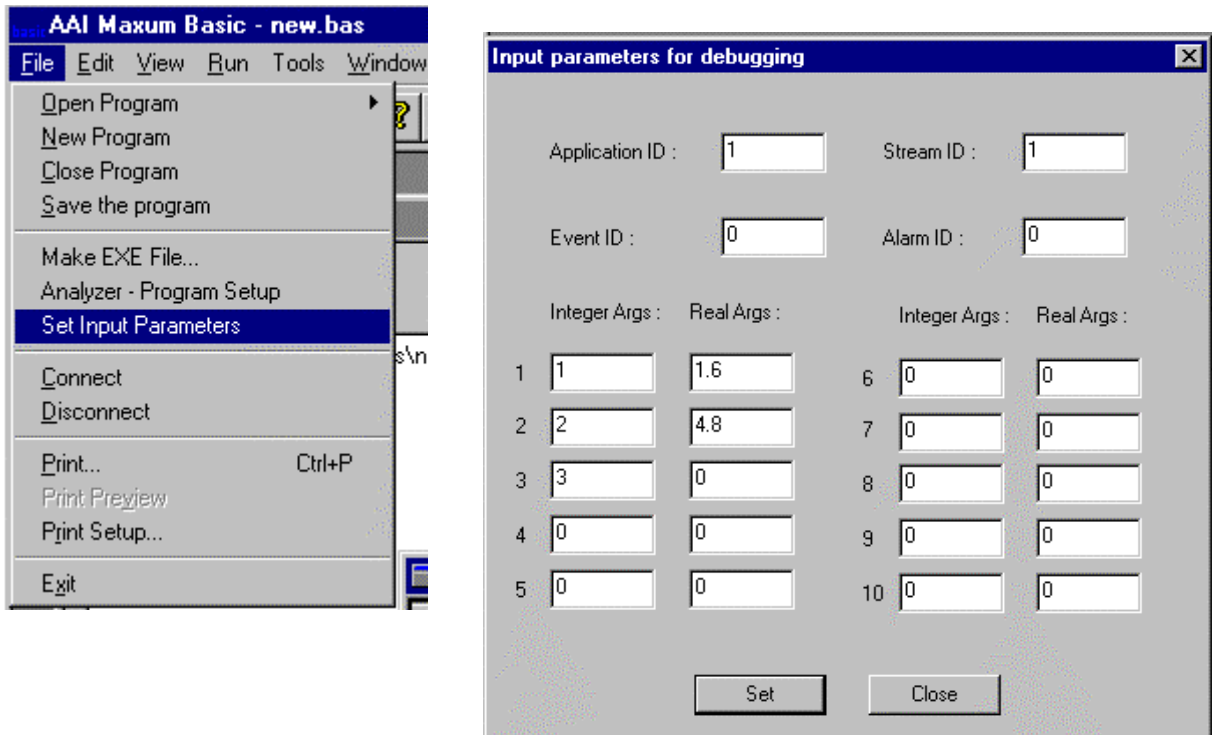 basic AAI Maxum Basic - new.bas
File Edit View Run Tools Window
Open Program
New Program
Close Program
Save the program
Make EXE File...
Analyzer - Program Setup
Set Input Parameters
s\n
Connect
Disconnect
Print... Ctrl+P
Print Preview
Print Setup...
Exit
Input parameters for debugging
Application ID : 1 Stream ID : 1
Event ID : 0 Alarm ID : 0
Integer Args : Real Args : Integer Args : Real Args :
1 1 1.6 6 0 0
2 2 4.8 7 0 0
3 3 0 8 0 0
4 0 0 9 0 0
5 0 0 10 0 0
Set Close